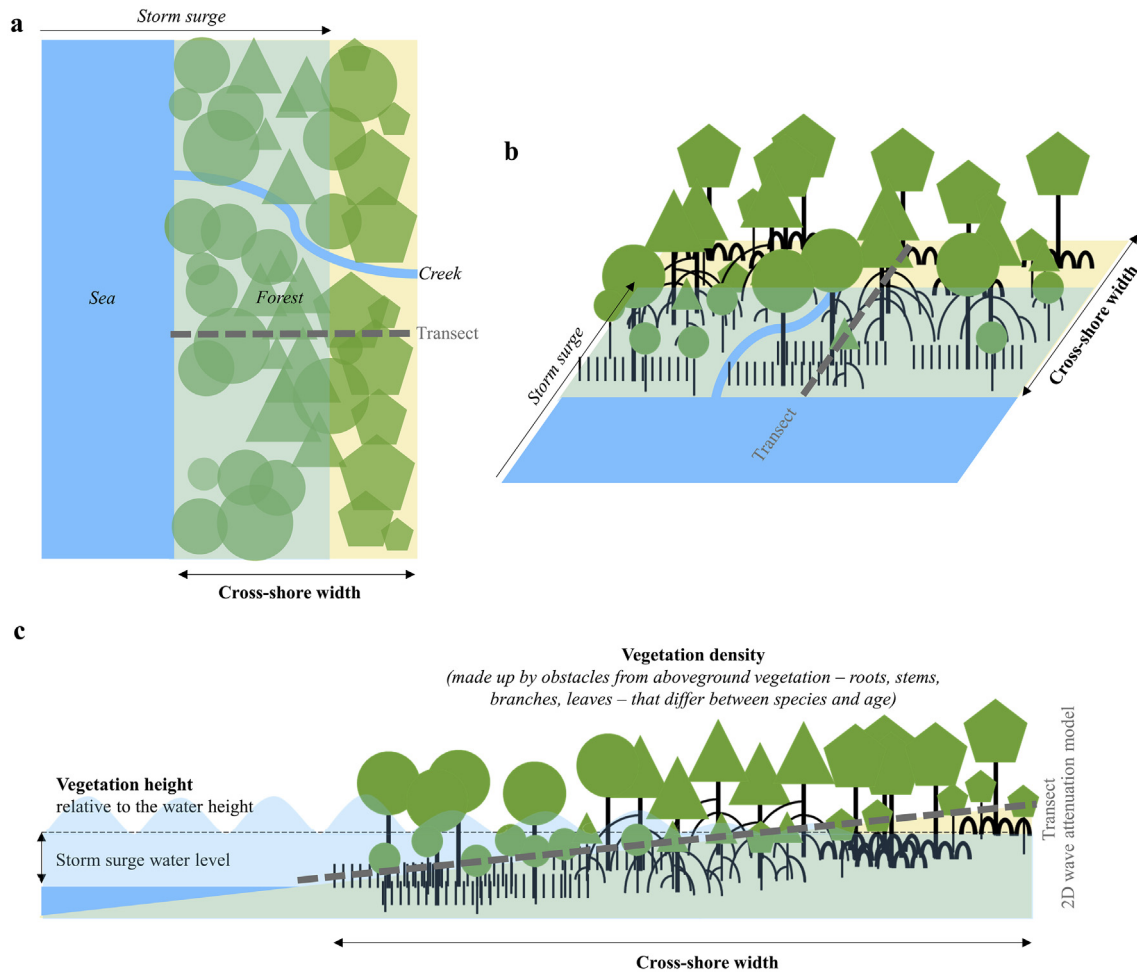 a
Storm surge
Sea
Forest
Creek
Transect
Cross-shore width
b
Storm surge
Transect
Cross-shore width
c
Vegetation density
(made up by obstacles from aboveground vegetation – roots, stems,
branches, leaves – that differ between species and age)
Vegetation height
relative to the water height
Storm surge water level
Transect
2D wave attenuation model
Cross-shore width